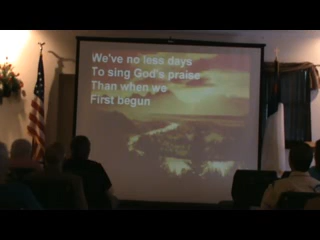 We've no less days
To sing God's praise
Than when we
First begun